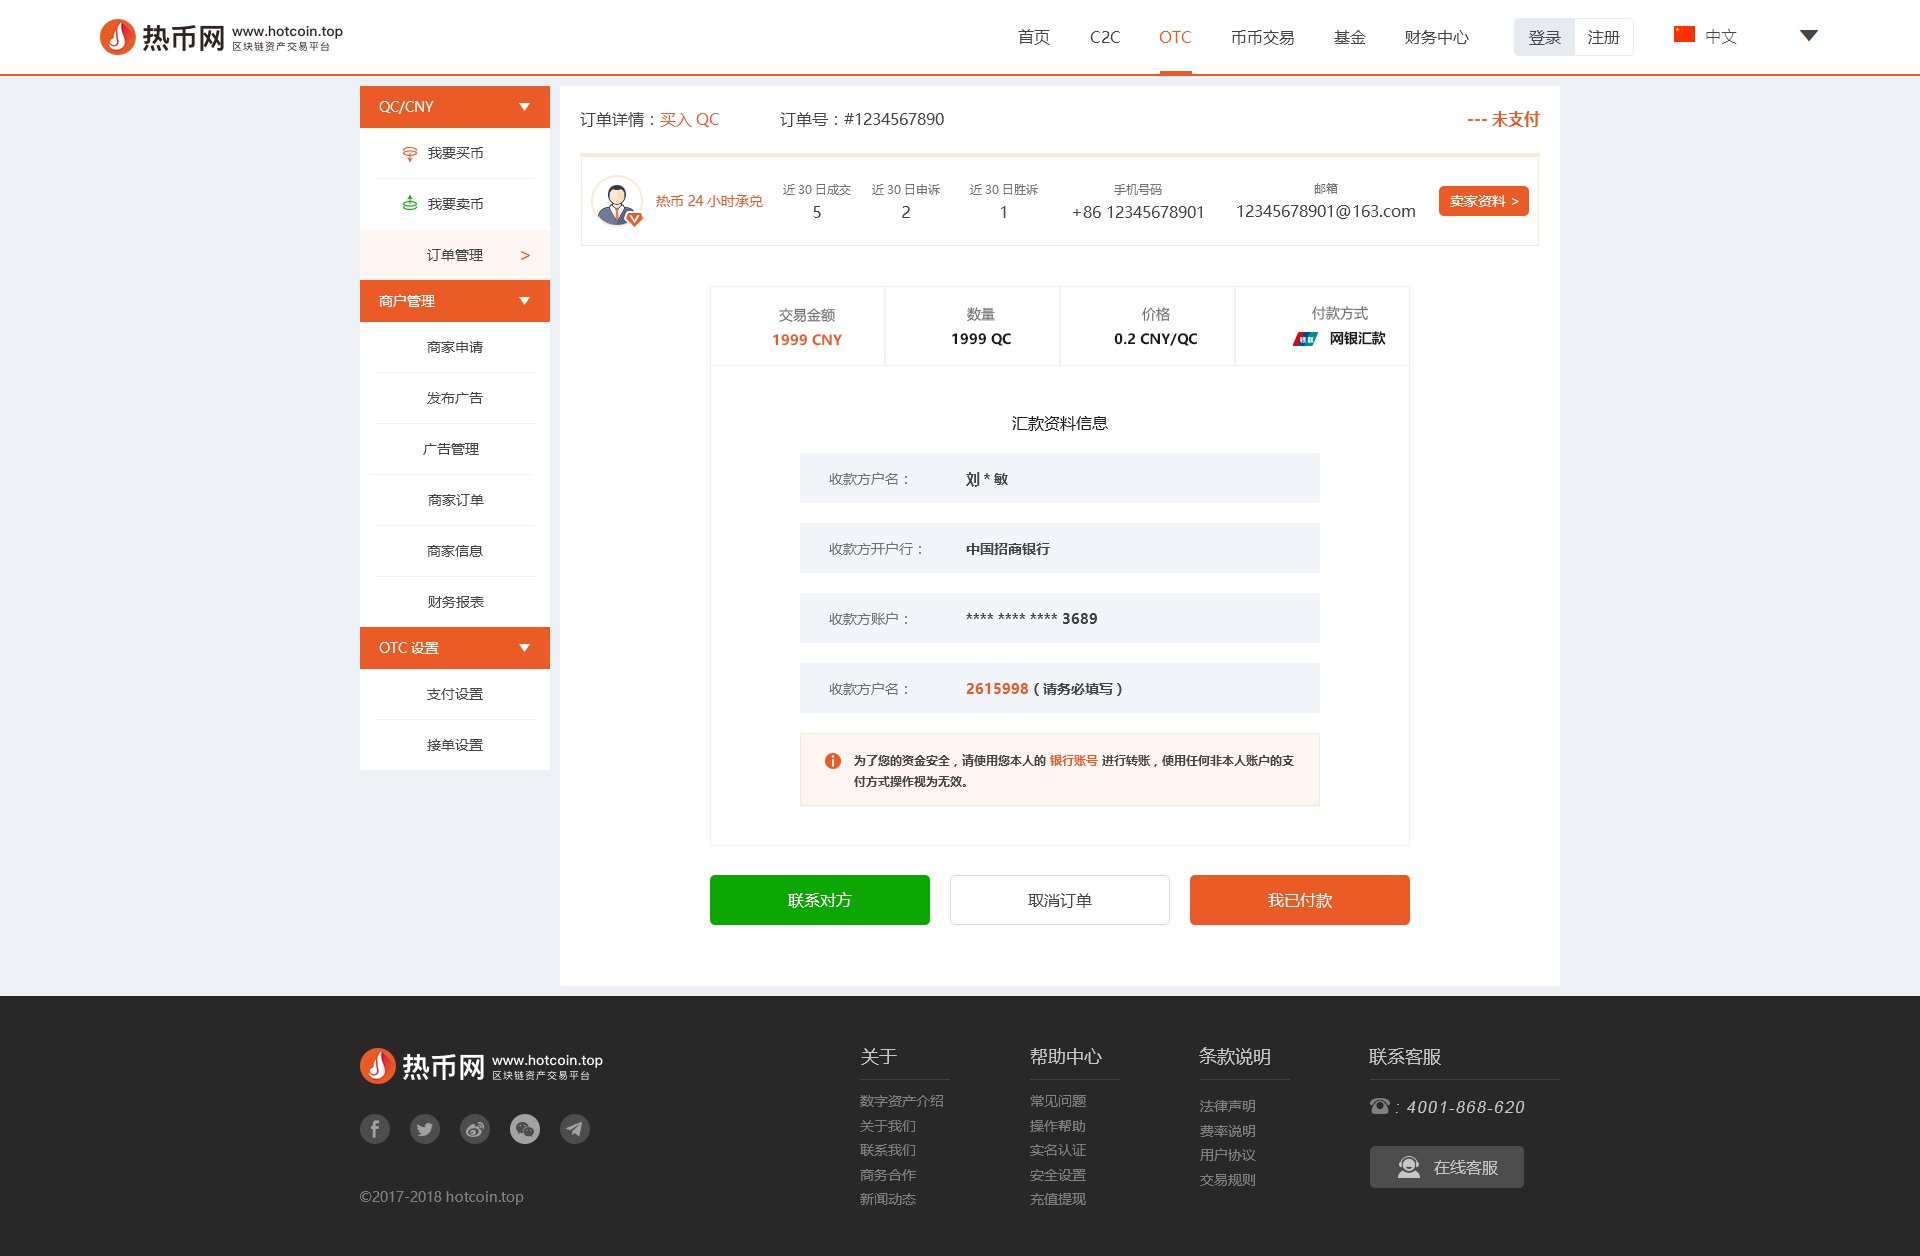 热币网 www.hotcoin.top
区块链资产交易平台
首页 C2C OTC 币币交易 基金 财务中心 登录 注册 中文
QC/CNY
我要买币
我要卖币
订单管理 >
商户管理
商家申请
发布广告
广告管理
商家订单
商家信息
财务报表
OTC 设置
支付设置
接单设置
订单详情：买入 QC 订单号：#1234567890 --- 未支付
热币 24 小时承兑
近 30 日成交 近 30 日申诉 近 30 日胜诉 手机号码 邮箱
5 2 1 +86 12345678901 12345678901@163.com
卖家资料 >
交易金额 数量 价格 付款方式
1999 CNY 1999 QC 0.2 CNY/QC 网银汇款
汇款资料信息
收款方户名： 刘 * 敏
收款方开户行： 中国招商银行
收款方账户： **** **** **** 3689
收款方户名： 2615998 ( 请务必填写 )
为了您的资金安全，请使用您本人的 银行账号 进行转账，使用任何非本人账户的支
付方式操作视为无效。
联系对方 取消订单 我已付款
热币网 www.hotcoin.top
区块链资产交易平台
©2017-2018 hotcoin.top
关于
数字资产介绍
关于我们
联系我们
商务合作
新闻动态
帮助中心
常见问题
操作帮助
实名认证
安全设置
充值提现
条款说明
法律声明
费率说明
用户协议
交易规则
联系客服
: 4001-868-620
在线客服